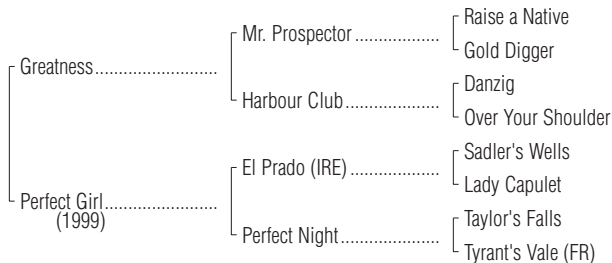 Raise a Native
Mr. Prospector..................
Gold Digger
Greatness..........................
Danzig
Harbour Club....................
Over Your Shoulder
Sadler's Wells
El Prado (IRE) ...................
Lady Capulet
Perfect Girl........................
(1999)
Taylor's Falls
Perfect Night.....................
Tyrant's Vale (FR)